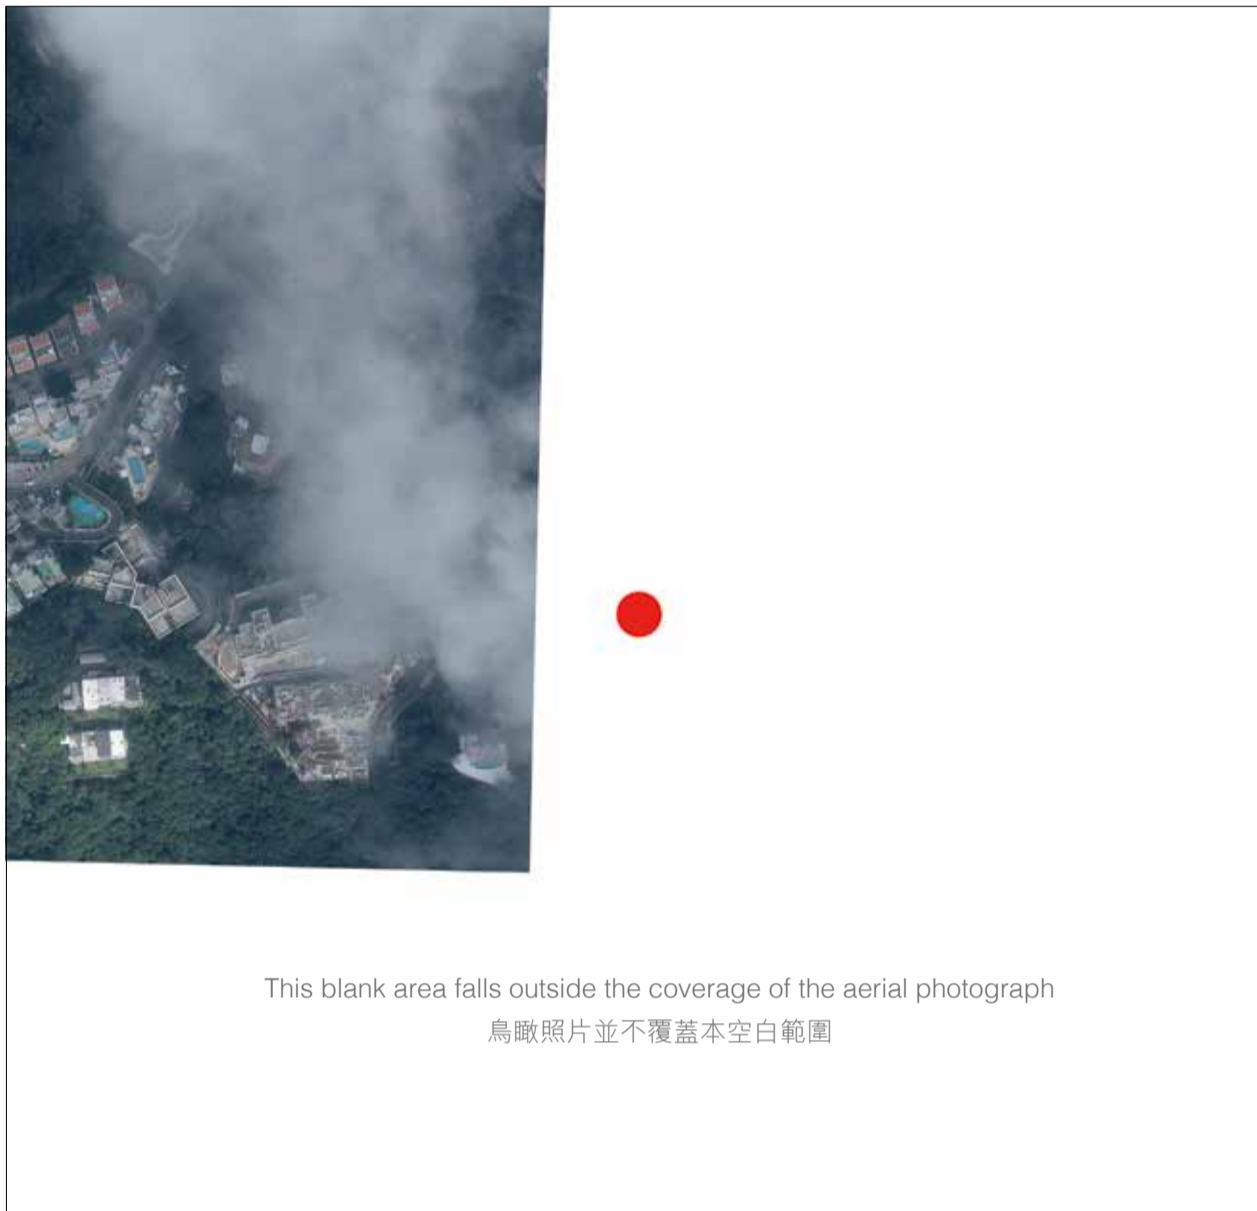 This blank area falls outside the coverage of the aerial photograph
鳥瞰照片並不覆蓋本空白範圍